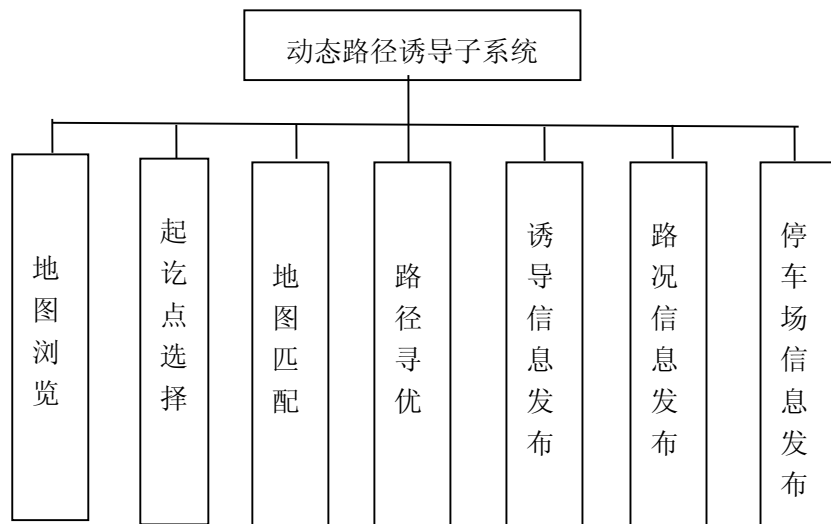 动态路径诱导子系统
地图浏览
起讫点选择
地图匹配
路径寻优
诱导信息发布
路况信息发布
停车场信息发布